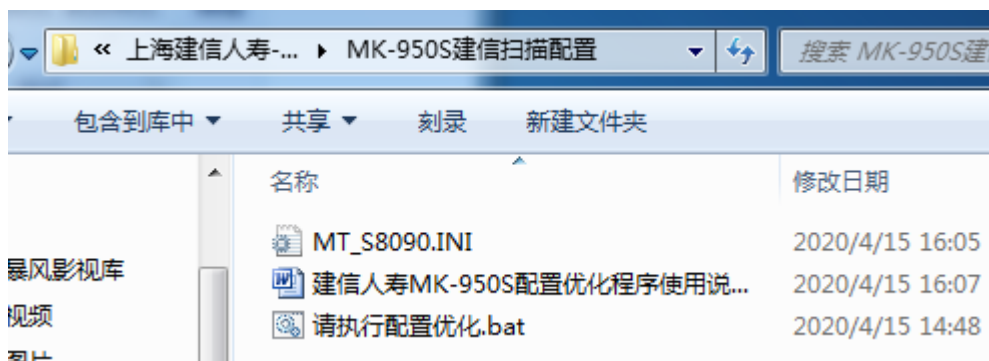 « 上海建信人寿-... ▸ MK-950S建信扫描配置 搜索 MK-950S建
包含到库中 ▼ 共享 ▼ 刻录 新建文件夹
名称 修改日期
MT_S8090.INI 2020/4/15 16:05
暴风影视库
建信人寿MK-950S配置优化程序使用说... 2020/4/15 16:07
视频
请执行配置优化.bat 2020/4/15 14:48
图片